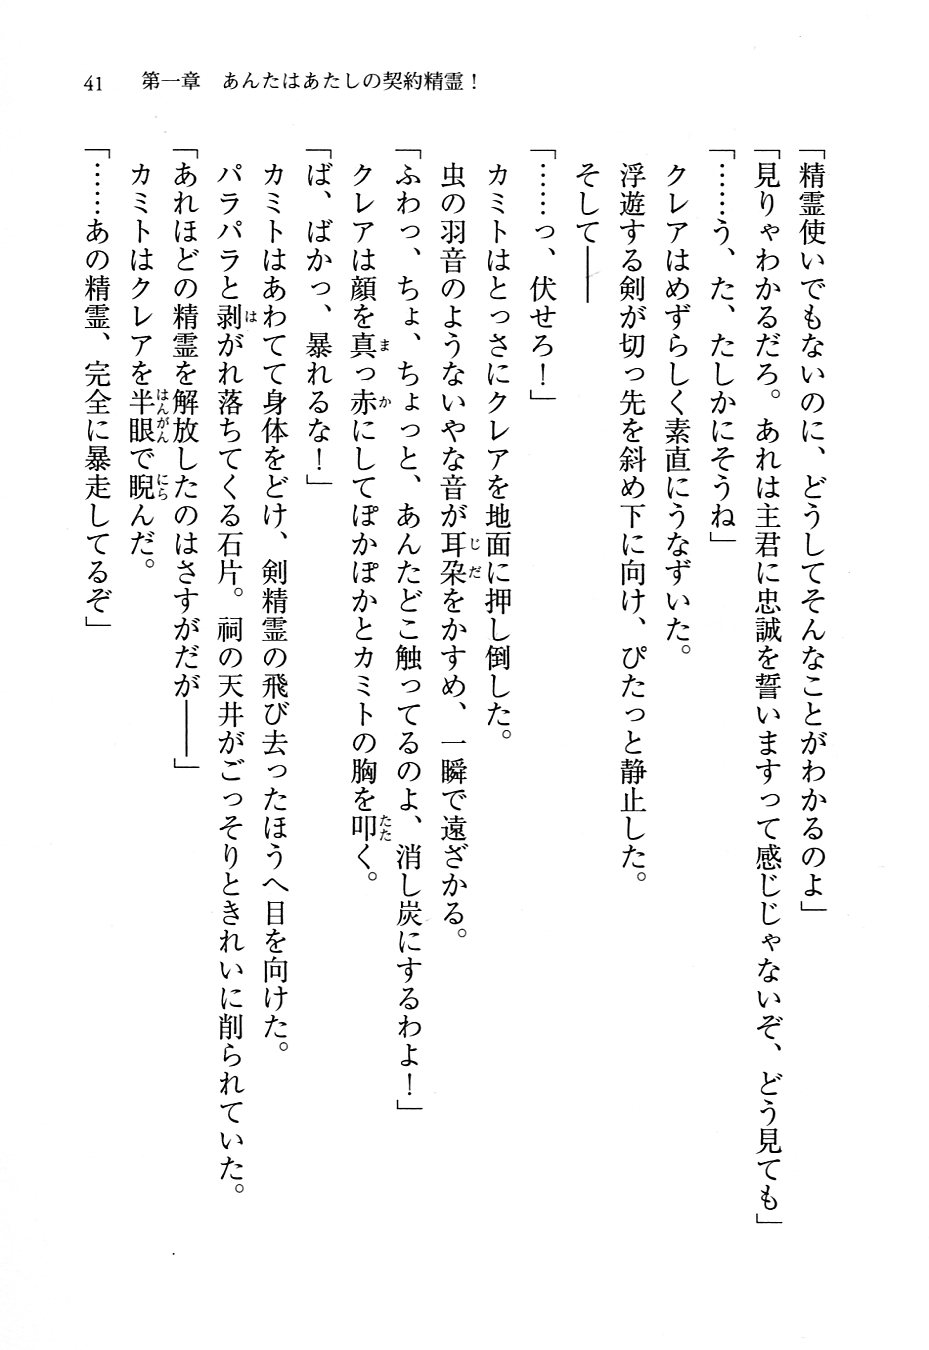 41　第一章　あんたはあたしの契約精霊！
「精霊使いでもないのに、どうしてそんなことがわかるのよ」
「見りゃわかるだろ。あれは主君に忠誠を誓いますって感じじゃないぞ、どう見ても」
「……う、た、たしかにそうね」
クレアはめずらしく素直にうなずいた。
浮遊する剣が切っ先を斜め下に向け、ぴたっと静止した。
そして――
「……っ、伏せろ！」
カミトはとっさにクレアを地面に押し倒した。
虫の羽音のようないやな音が耳朶をかすめ、一瞬で遠ざかる。
「ふわっ、ちょ、ちょっと、あんたどこ触ってるのよ、消し炭にするわよ！」
クレアは顔を真っ赤にしてぽかぽかとカミトの胸を叩く。
「ば、ばかっ、暴れるな！」
カミトはあわてて身体をどけ、剣精霊の飛び去ったほうへ目を向けた。
パラパラと剥がれ落ちてくる石片。祠の天井がごっそりときれいに削られていた。
「あれほどの精霊を解放したのはさすがだが――」
カミトはクレアを半眼で睨んだ。
「……あの精霊、完全に暴走してるぞ」